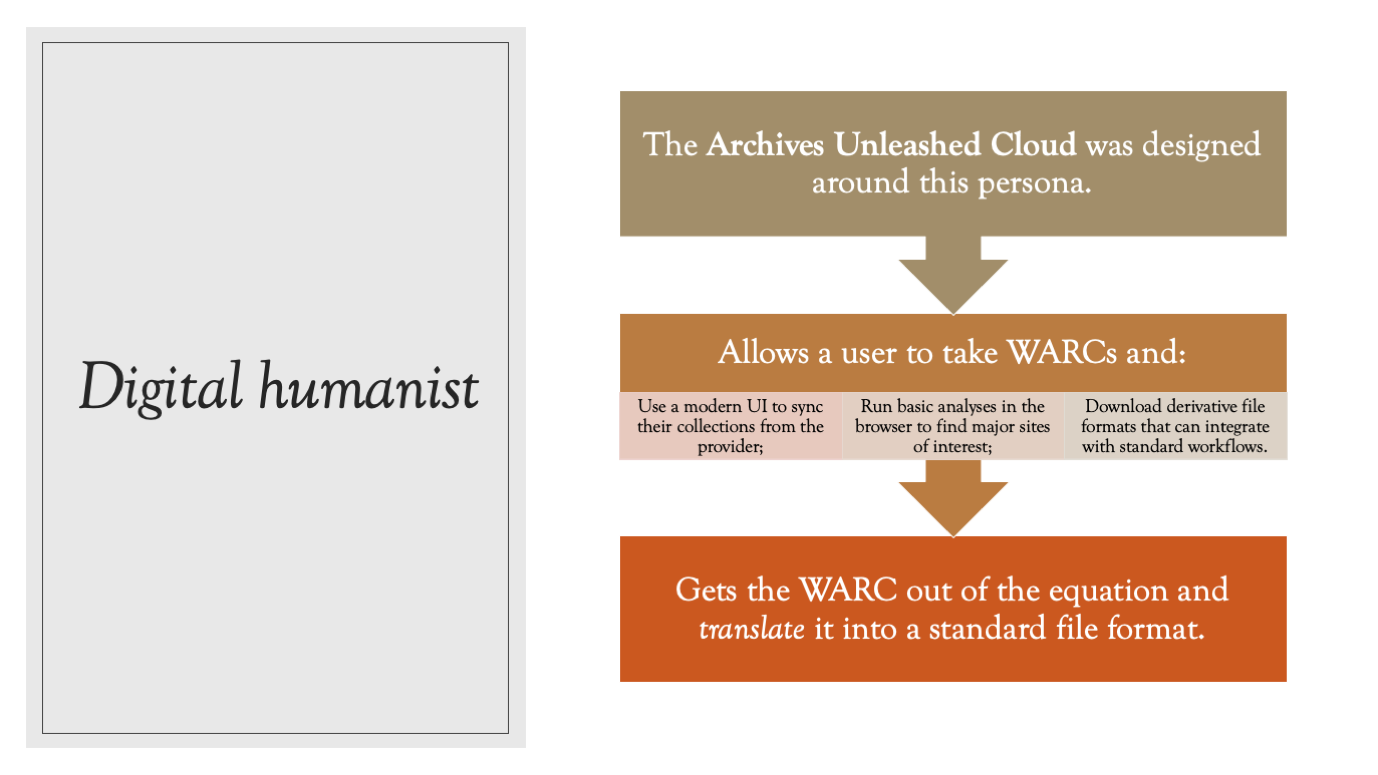 Digital humanist
The Archives Unleashed Cloud was designed
around this persona.
Allows a user to take WARCs and:
Use a modern UI to sync
their collections from the
provider;
Run basic analyses in the
browser to find major sites
of interest;
Download derivative file
formats that can integrate
with standard workflows.
Gets the WARC out of the equation and
translate it into a standard file format.